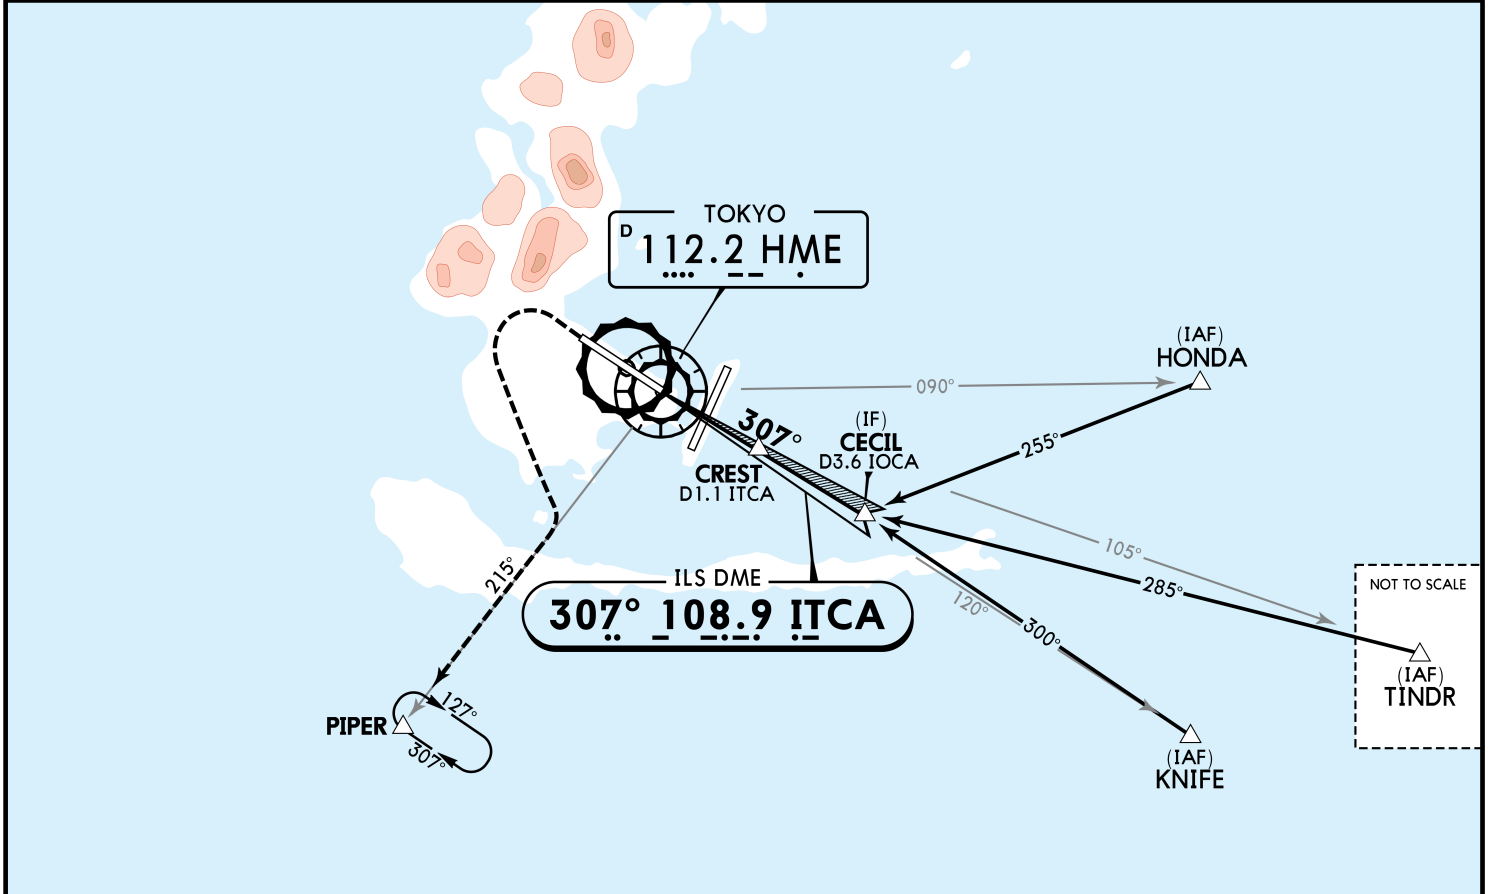 TOKYO
D
112.2 HME
(IAF)
HONDA
090°
307°
(IF)
CECIL
D3.6 IOCA
255°
CREST
D1.1 ITCA
105°
215°
ILS DME
307° 108.9 ITCA
120°
300°
285°
NOT TO SCALE
(IAF)
TINDR
PIPER
127°
307°
(IAF)
KNIFE